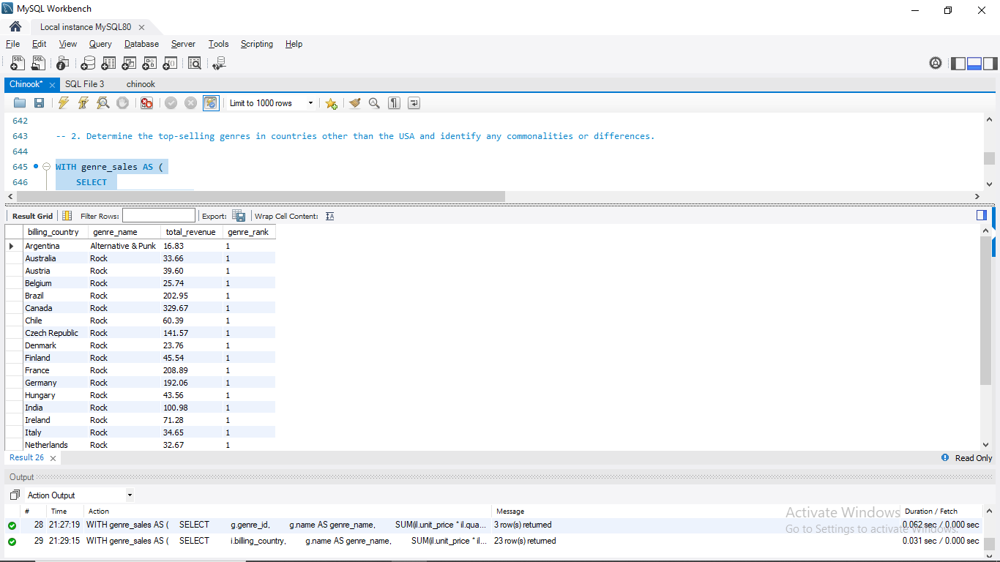 MySQL Workbench
Local instance MySQL80
File Edit View Query Database Server Tools Scripting Help
Chinook* SQL File 3 chinook
Limit to 1000 rows
642
643 -- 2. Determine the top-selling genres in countries other than the USA and identify any commonalities or differences.
644
645 WITH genre_sales AS (
646 SELECT
Result Grid Filter Rows: Export: Wrap Cell Content:
billing_country genre_name total_revenue genre_rank
Argentina Alternative & Punk 16.83 1
Australia Rock 33.66 1
Austria Rock 39.60 1
Belgium Rock 25.74 1
Brazil Rock 202.95 1
Canada Rock 329.67 1
Chile Rock 60.39 1
Czech Republic Rock 141.57 1
Denmark Rock 23.76 1
Finland Rock 45.54 1
France Rock 208.89 1
Germany Rock 192.06 1
Hungary Rock 43.56 1
India Rock 100.98 1
Ireland Rock 71.28 1
Italy Rock 34.65 1
Netherlands Rock 32.67 1
Result 26 Read Only
Output
Action Output
# Time Action Message Duration / Fetch
28 21:27:19 WITH genre_sales AS ( SELECT g.genre_id, g.name AS genre_name, SUM(il.unit_price * il.qua... 3 row(s) returned 0.062 sec / 0.000 sec
29 21:29:15 WITH genre_sales AS ( SELECT i.billing_country, g.name AS genre_name, SUM(il.unit_price * il... 23 row(s) returned 0.031 sec / 0.000 sec
Activate Windows
Go to Settings to activate Windows.